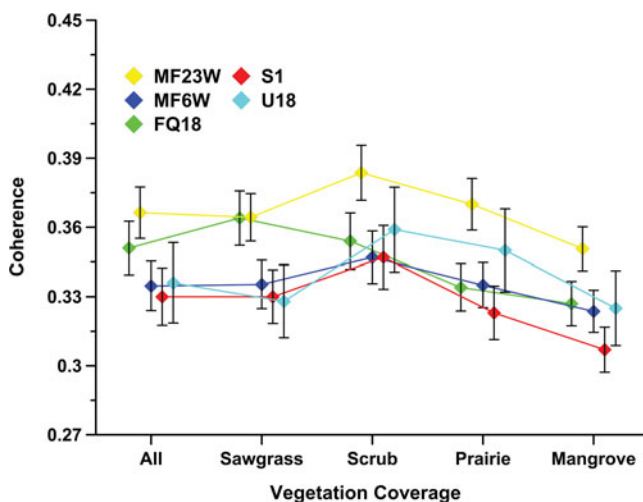 0.45
0.42
0.39
0.36
0.33
0.3
0.27
Coherence
MF23W
S1
MF6W
U18
FQ18
All
Sawgrass
Scrub
Prairie
Mangrove
Vegetation Coverage